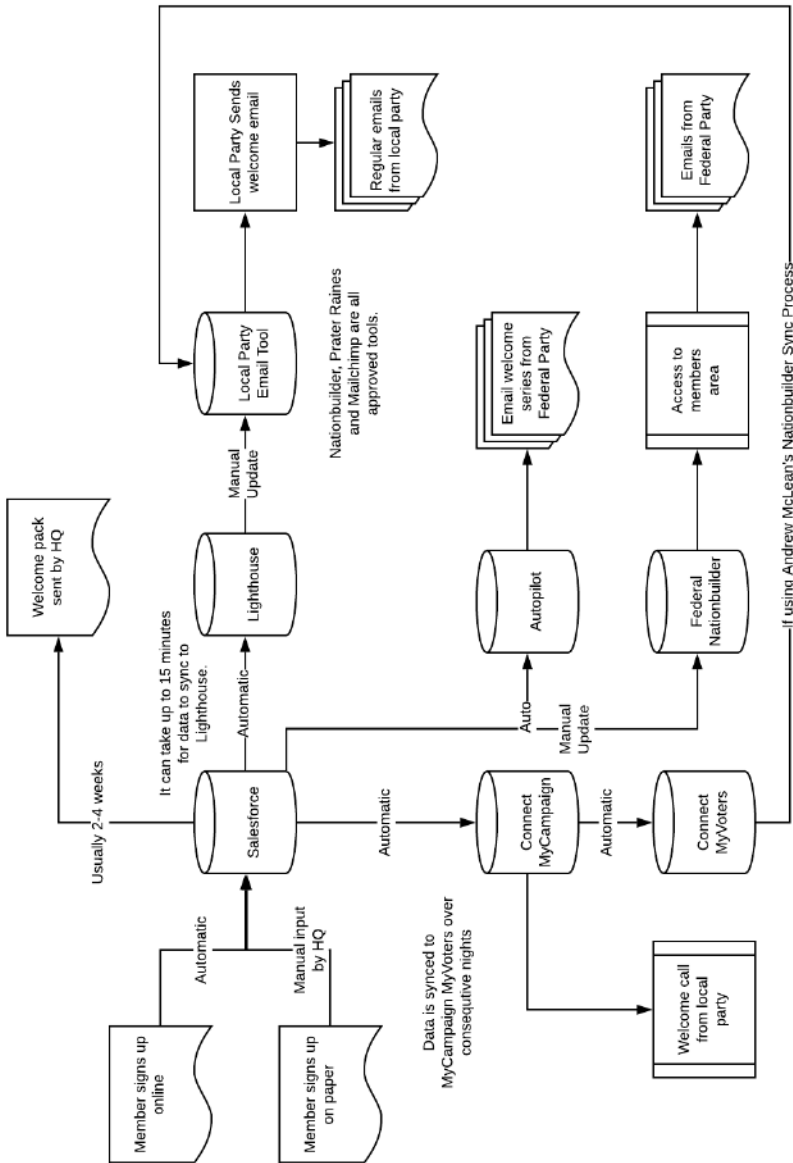 Member signs up
online
Member signs up
on paper
Automatic
Manual input
by HQ
Usually 2-4 weeks
Welcome pack
sent by HQ
It can take up to 15 minutes
for data to sync to
Lighthouse.
Salesforce
Automatic
Lighthouse
Manual
Update
Local Party
Email Tool
Local Party Sends
welcome email
Regular emails
from local party
Nationbuilder, Prater Raines
and Mailchimp are all
approved tools.
Automatic
Data is synced to
MyCampaign MyVoters over
consequtive nights
Connect
MyCampaign
Auto
Autopilot
Email welcome
series from
Federal Party
Manual
Update
Federal
Nationbuilder
Access to
members
area
Emails from
Federal Party
Automatic
Connect
MyVoters
Welcome call
from local
party
If using Andrew McLean's Nationbuilder Sync Process